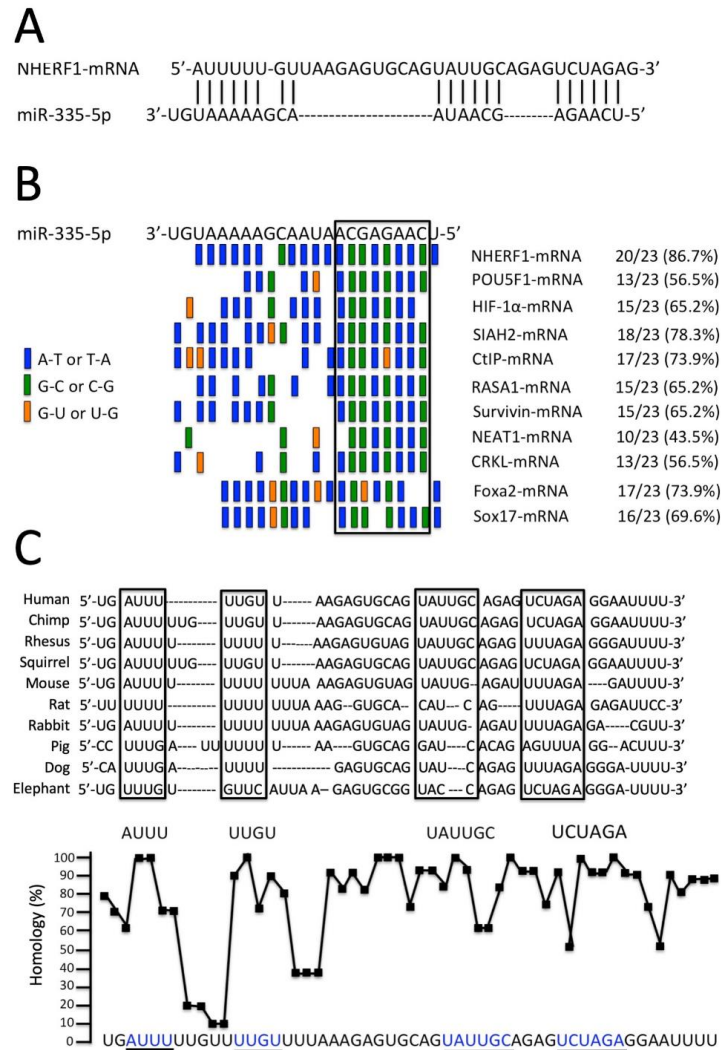 A
NHERF1-mRNA 5’-AUUUUU-GUUAAGAGUGCAGUAUUGCAGAGUCUAGAG-3’
miR-335-5p 3’-UGUAAAAAGCA----------------------AUAACG---------AGAACU-5’
B
miR-335-5p 3’-UGUAAAAAGCAAUAACGAGAACU-5’
NHERF1-mRNA 20/23 (86.7%)
POU5F1-mRNA 13/23 (56.5%)
HIF-1α-mRNA 15/23 (65.2%)
SIAH2-mRNA 18/23 (78.3%)
A-T or T-A CtIP-mRNA 17/23 (73.9%)
G-C or C-G RASA1-mRNA 15/23 (65.2%)
G-U or U-G Survivin-mRNA 15/23 (65.2%)
NEAT1-mRNA 10/23 (43.5%)
CRKL-mRNA 13/23 (56.5%)
Foxa2-mRNA 17/23 (73.9%)
Sox17-mRNA 16/23 (69.6%)
C
Human 5’-UG AUUU---------- UUGU U------ AAGAGUGCAG UAUUGC AGAG UCUAGA GGAAUUUU-3’
Chimp 5’-UG AUUU UUG---- UUGU U------ AAGAGUGCAG UAUUGC AGAG UCUAGA GGAAUUUU-3’
Rhesus 5’-UG AUUU U-------- UUUU U------ AAGAGUGUAG UAUUGC AGAG UUUAGA GGAAUUUU-3’
Squirrel 5’-UG AUUU UUG---- UUGU U------ AAGAGUGCAG UAUUGC AGAG UCUAGA GGAAUUUU-3’
Mouse 5’-UG AUUU U-------- UUUU UUUA AAGAGUGUAG UAUUG- AGAU UUUAGA ----GAUUUU-3’
Rat 5’-UU UUUU ---------- UUUU UUUA AAG--GUGCA-- CAU--- C AG----- UUUAGA GAGAUUCC-3’
Rabbit 5’-UG AUUU U-------- UUUU UUUA AAGAGUGUAG UAUUG- AGAU UUUAGA GA-----CGUU-3’
Pig 5’-CC UUUG A---- UU UUUU U------- AA----GUGCAG GAU---- CACAG AGUUUA GG--ACUUU-3’
Dog 5’-CA UUUG A-------- UUUU ------------ GAGUGCAG UAU----C AGAG UUUAGA GGGA-UUUU-3’
Elephant 5’-UG UUUG U-------- GUUC AUUA A– GAGUGCGG UAC --- C AGAG UCUAGA GGGA-UUUU-3’
AUUU UUGU UAUUGC UCUAGA
Homology (%)
100
90
80
70
60
50
40
30
20
10
0
UGAUUUUUGUUUUGUUUUAAAGAGUGCAGUAUUGCAGAGUCUAGAGGAAUUUU